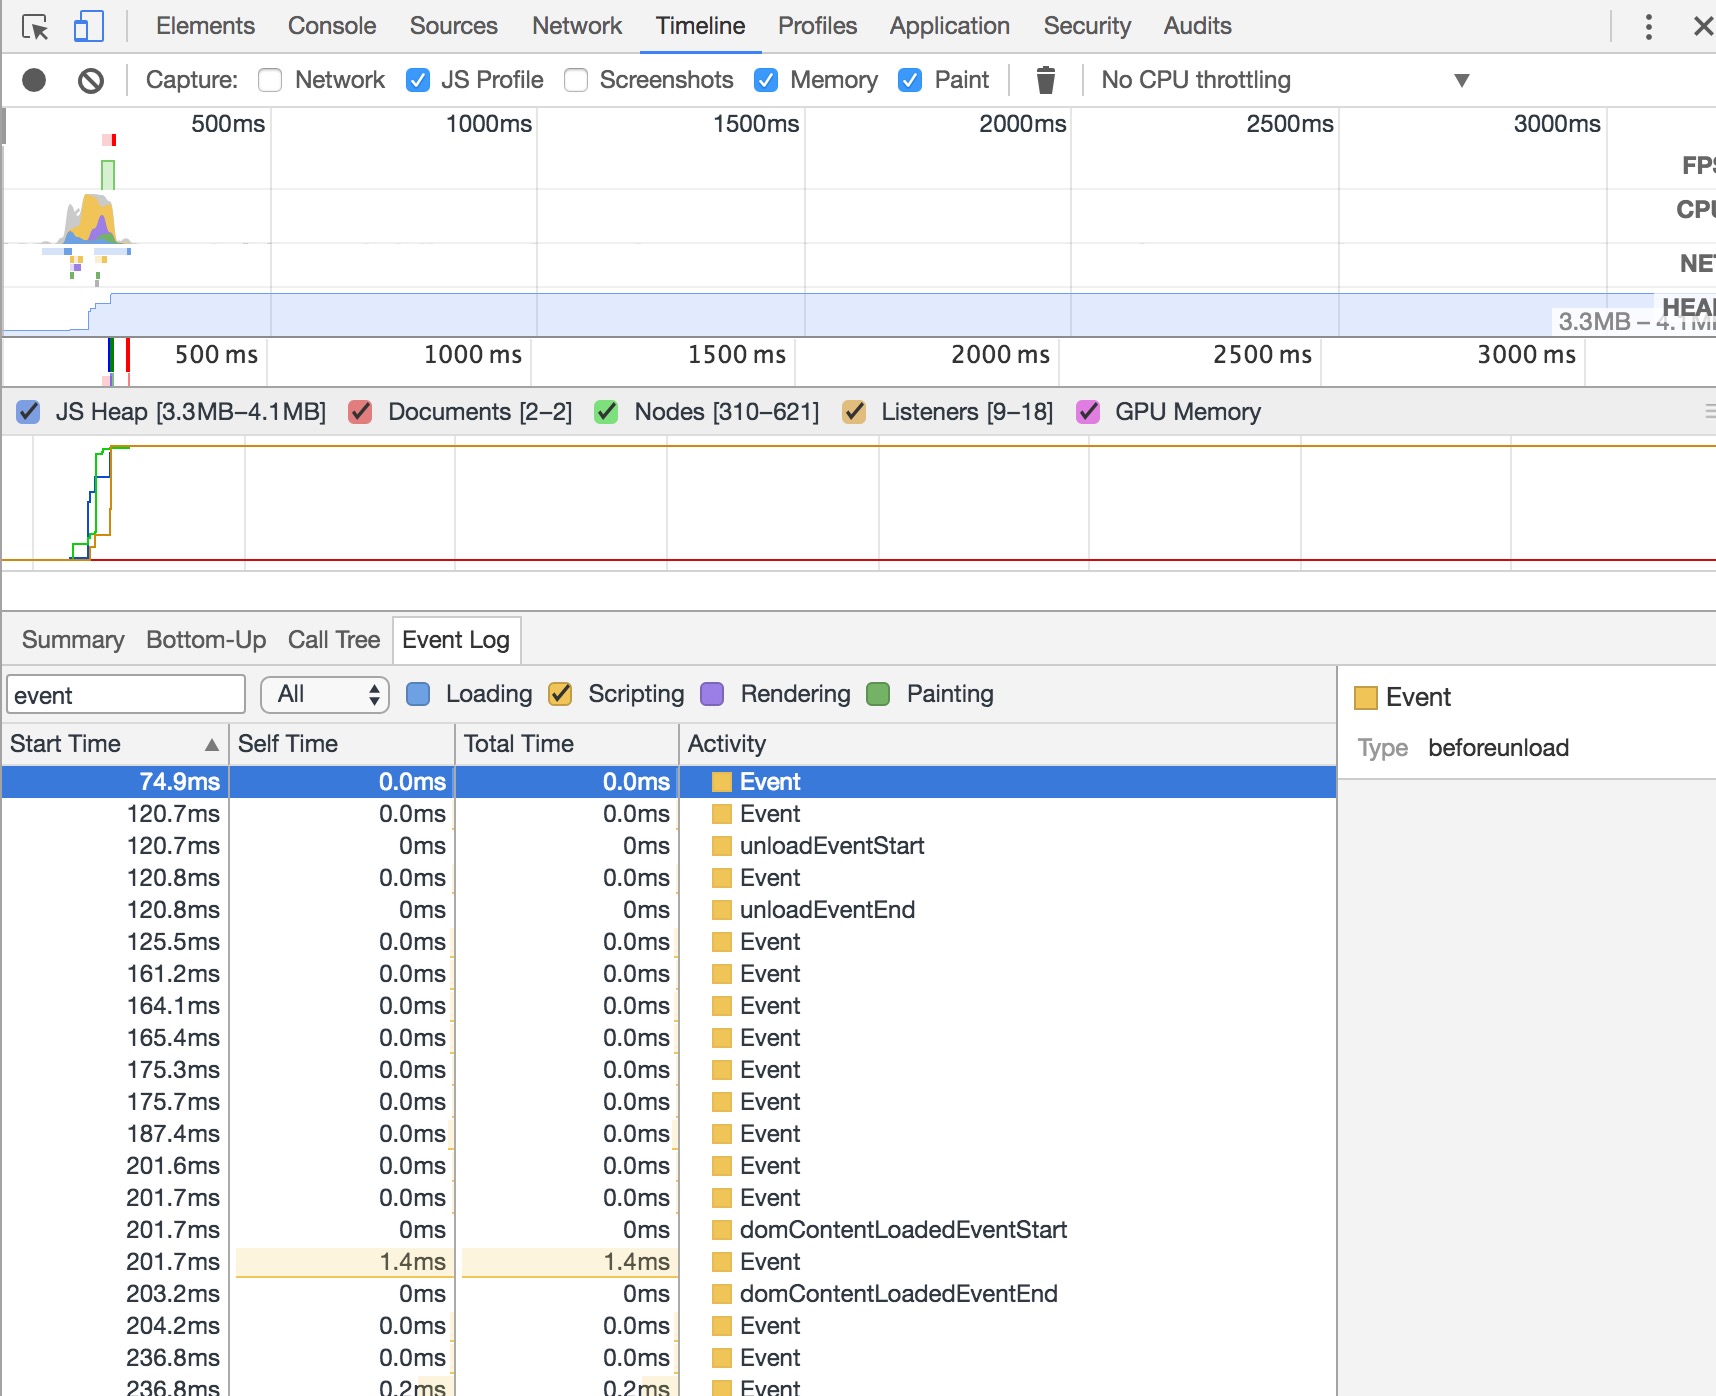 Elements Console Sources Network Timeline Profiles Application Security Audits
Capture: Network JS Profile Screenshots Memory Paint No CPU throttling
500ms 1000ms 1500ms 2000ms 2500ms 3000ms
FPS
CPU
NET
HEAP
3.3MB – 4.1MB
500 ms 1000 ms 1500 ms 2000 ms 2500 ms 3000 ms
JS Heap [3.3MB–4.1MB] Documents [2–2] Nodes [310–621] Listeners [9–18] GPU Memory
Summary Bottom-Up Call Tree Event Log
event All Loading Scripting Rendering Painting
Event
Type beforeunload
Start Time ▲ Self Time Total Time Activity
74.9ms 0.0ms 0.0ms Event
120.7ms 0.0ms 0.0ms Event
120.7ms 0ms 0ms unloadEventStart
120.8ms 0.0ms 0.0ms Event
120.8ms 0ms 0ms unloadEventEnd
125.5ms 0.0ms 0.0ms Event
161.2ms 0.0ms 0.0ms Event
164.1ms 0.0ms 0.0ms Event
165.4ms 0.0ms 0.0ms Event
175.3ms 0.0ms 0.0ms Event
175.7ms 0.0ms 0.0ms Event
187.4ms 0.0ms 0.0ms Event
201.6ms 0.0ms 0.0ms Event
201.7ms 0.0ms 0.0ms Event
201.7ms 0ms 0ms domContentLoadedEventStart
201.7ms 1.4ms 1.4ms Event
203.2ms 0ms 0ms domContentLoadedEventEnd
204.2ms 0.0ms 0.0ms Event
236.8ms 0.0ms 0.0ms Event
236.8ms 0.2ms 0.2ms Event